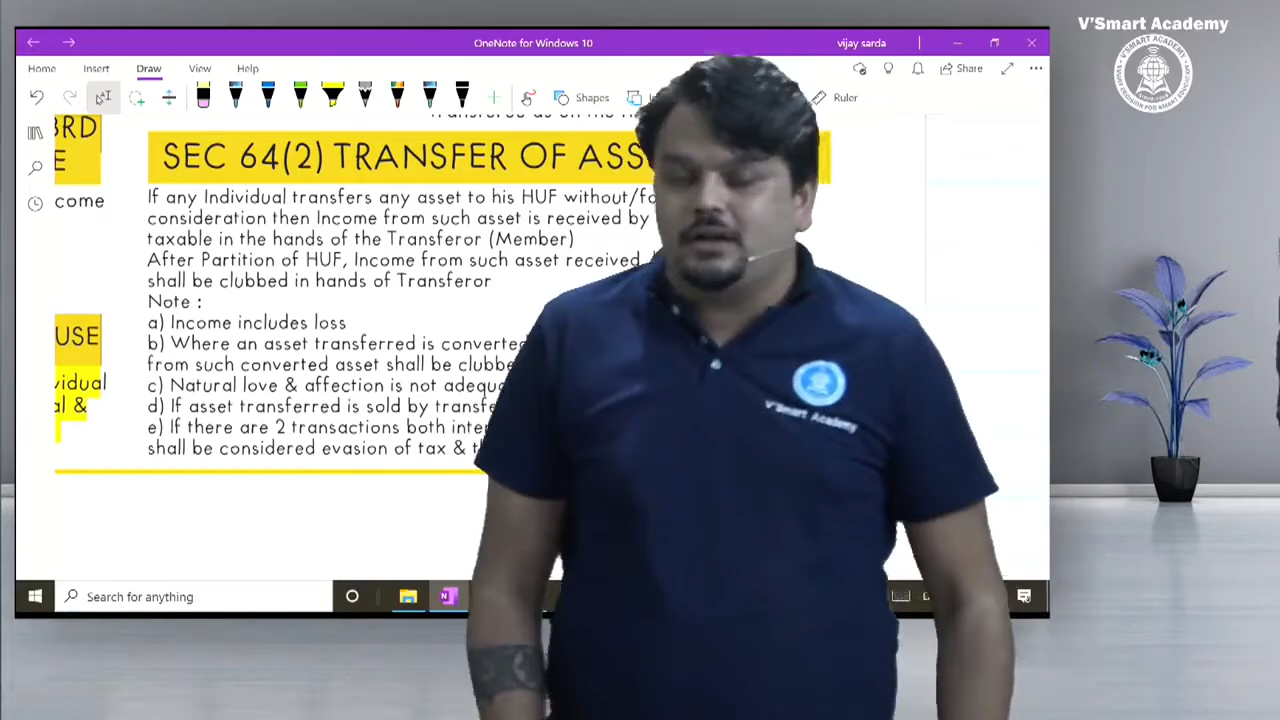 V'Smart Academy
OneNote for Windows 10
vijay sarda
Home Insert Draw View Help
Share
Shapes
Ruler
BRD
E
come
USE
vidual
al &
SEC 64(2) TRANSFER OF ASS
If any Individual transfers any asset to his HUF without/fo
consideration then Income from such asset is received by
taxable in the hands of the Transferor (Member)
After Partition of HUF, Income from such asset received
shall be clubbed in hands of Transferor
Note :
a) Income includes loss
b) Where an asset transferred is converted
from such converted asset shall be clubbe
c) Natural love & affection is not adequ
d) If asset transferred is sold by transfe
e) If there are 2 transactions both inter
shall be considered evasion of tax & t
V'Smart Academy
Search for anything